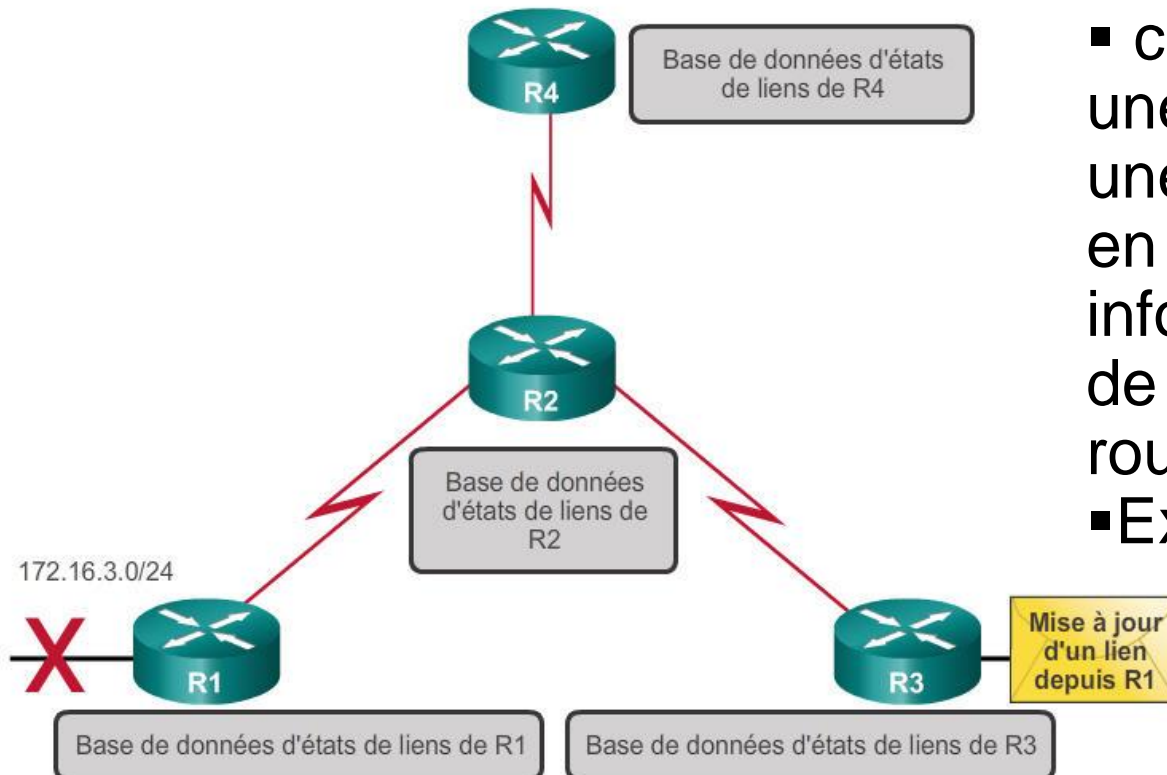 R4
Base de données d'états
de liens de R4
R2
Base de données
d'états de liens de
R2
172.16.3.0/24
R1
R3
Mise à jour
d'un lien
depuis R1
Base de données d'états de liens de R1
Base de données d'états de liens de R3
▪ c
une
une
en
info
de
rou
▪Ex